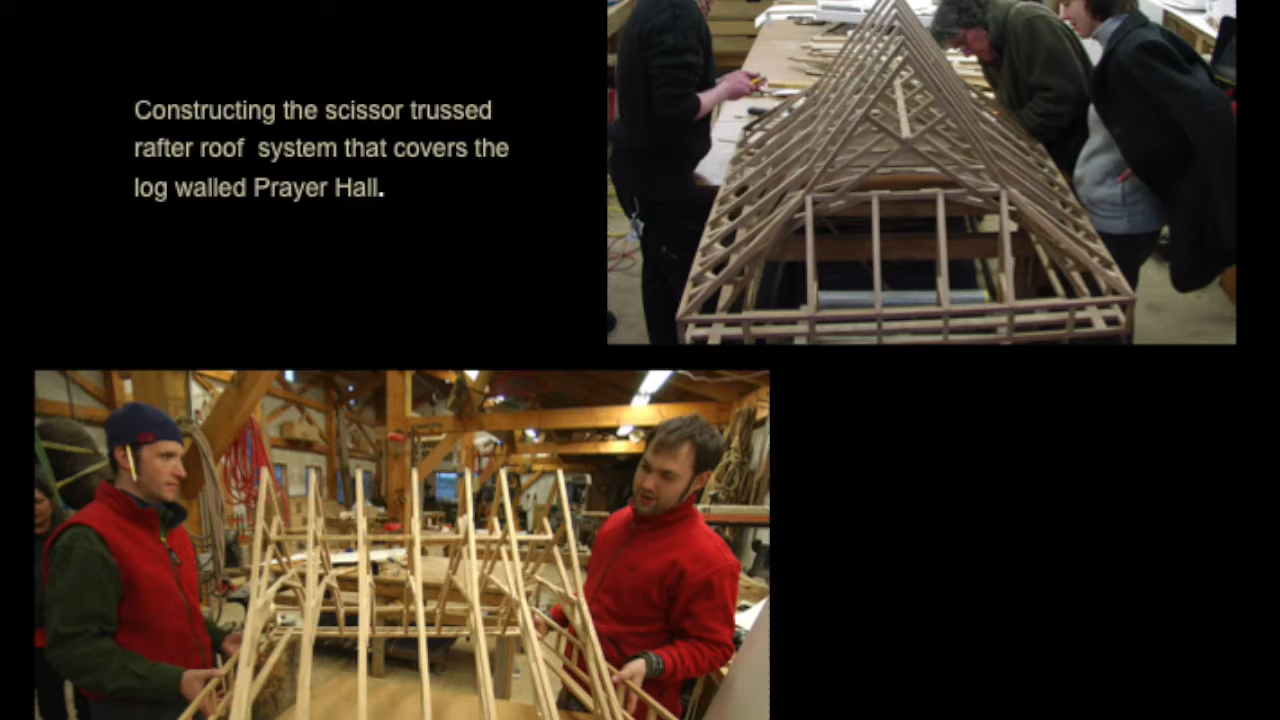 Constructing the scissor trussed
rafter roof  system that covers the
log walled Prayer Hall.